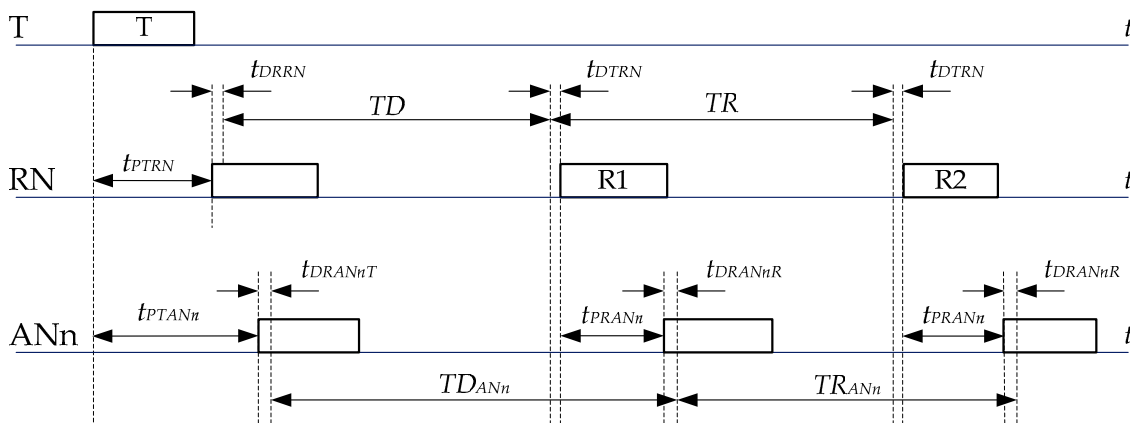 T T t
tDRRN tDTRN tDTRN
TD TR
tPTRN
RN R1 R2 t
tDRANnT tDRANnR tDRANnR
tPTANn tPRANn tPRANn
ANn t
TDANn TRANn